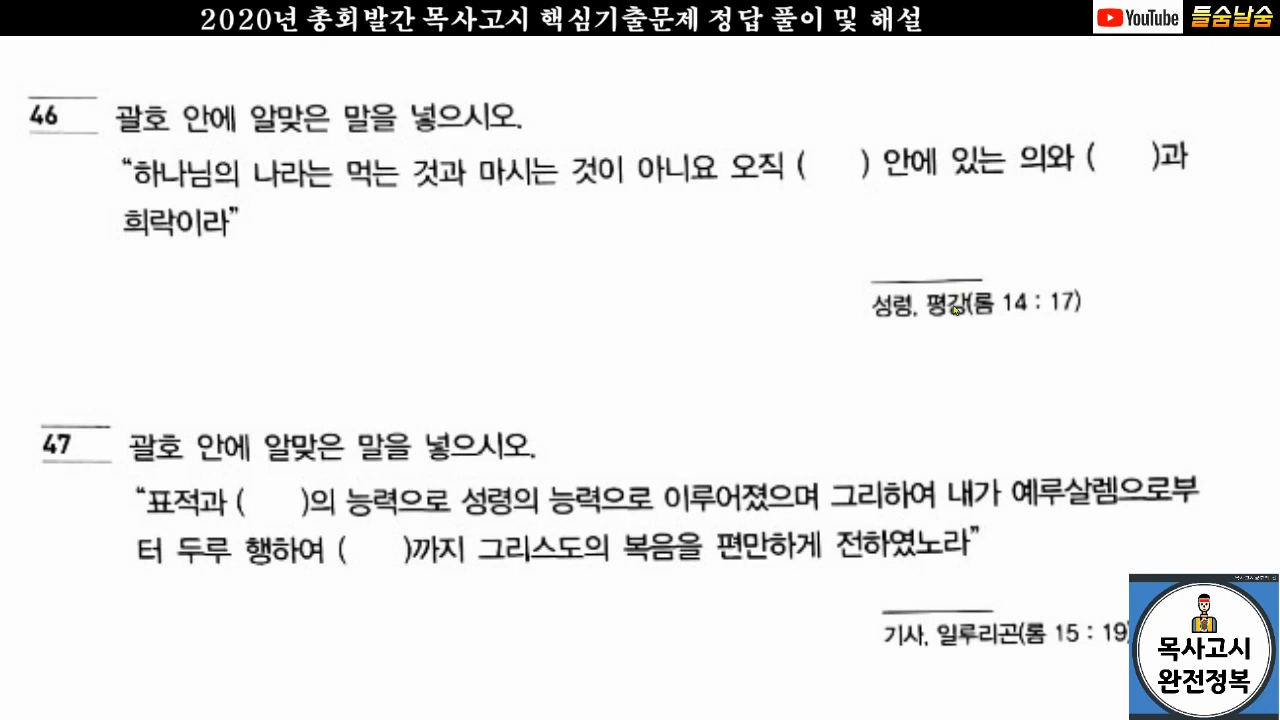 2020년 총회발간 목사고시 핵심기출문제 정답 풀이 및 해설
YouTube 들숨날숨
46 괄호 안에 알맞은 말을 넣으시오.
“하나님의 나라는 먹는 것과 마시는 것이 아니요 오직 ( ) 안에 있는 의와 ( )과
희락이라”
성령, 평강(롬 14 : 17)
47 괄호 안에 알맞은 말을 넣으시오.
“표적과 ( )의 능력으로 성령의 능력으로 이루어졌으며 그리하여 내가 예루살렘으로부
터 두루 행하여 ( )까지 그리스도의 복음을 편만하게 전하였노라”
기사, 일루리곤(롬 15 : 19)
목사고시
완전정복